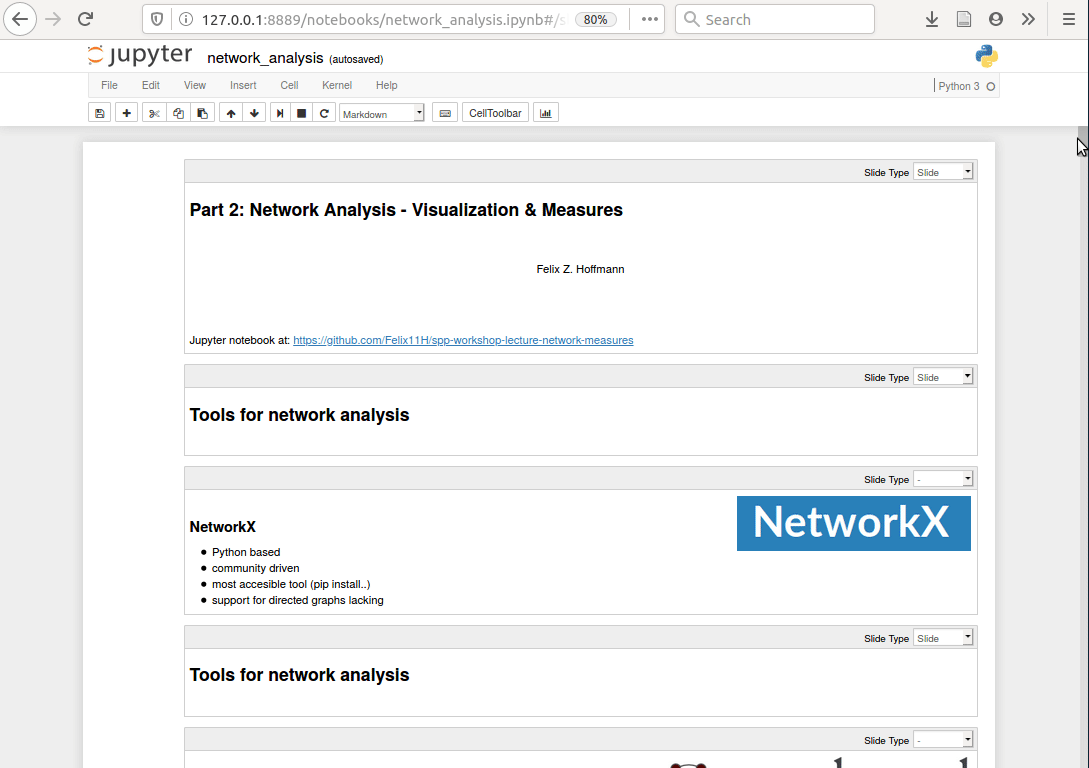 127.0.0.1:8889/notebooks/network_analysis.ipynb#/s 80% Search
jupyter network_analysis (autosaved)
File Edit View Insert Cell Kernel Help Python 3
Markdown CellToolbar
Slide Type Slide
Part 2: Network Analysis - Visualization & Measures
Felix Z. Hoffmann
Jupyter notebook at: https://github.com/Felix11H/spp-workshop-lecture-network-measures
Slide Type Slide
Tools for network analysis
Slide Type -
NetworkX
NetworkX
Python based
community driven
most accesible tool (pip install..)
support for directed graphs lacking
Slide Type Slide
Tools for network analysis
Slide Type -